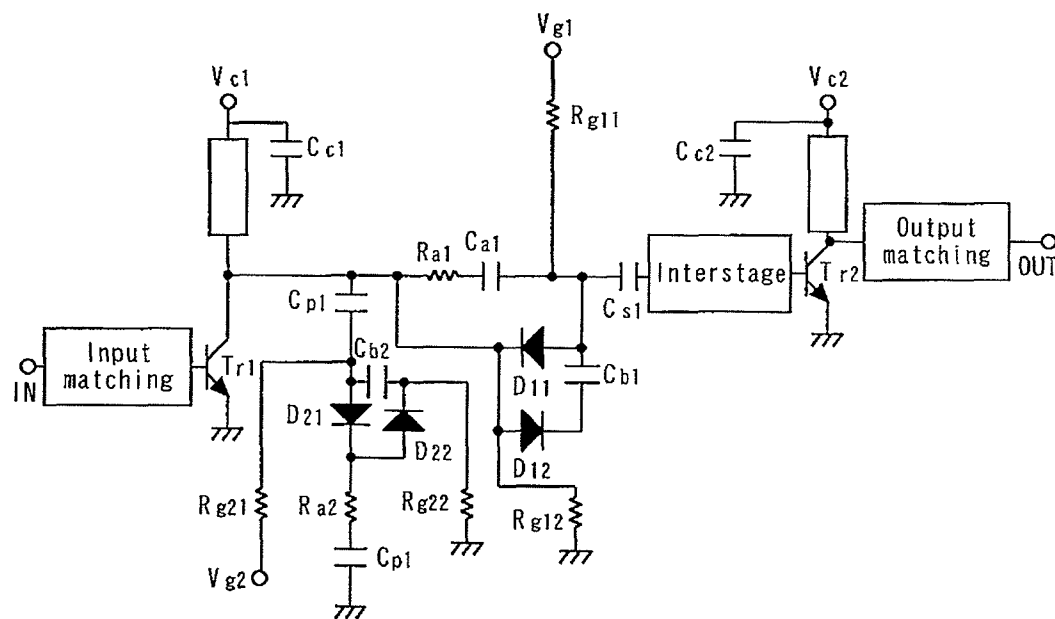 Vg1
Vc1
Vc2
Rg11
Cc1
Cc2
Ra1
Ca1
Output
matching
OUT
Interstage
Tr2
Cs1
Cp1
Input
matching
IN
Tr1
Cb2
D11
Cb1
D21
D22
D12
Rg21
Ra2
Rg22
Rg12
Cp1
Vg2